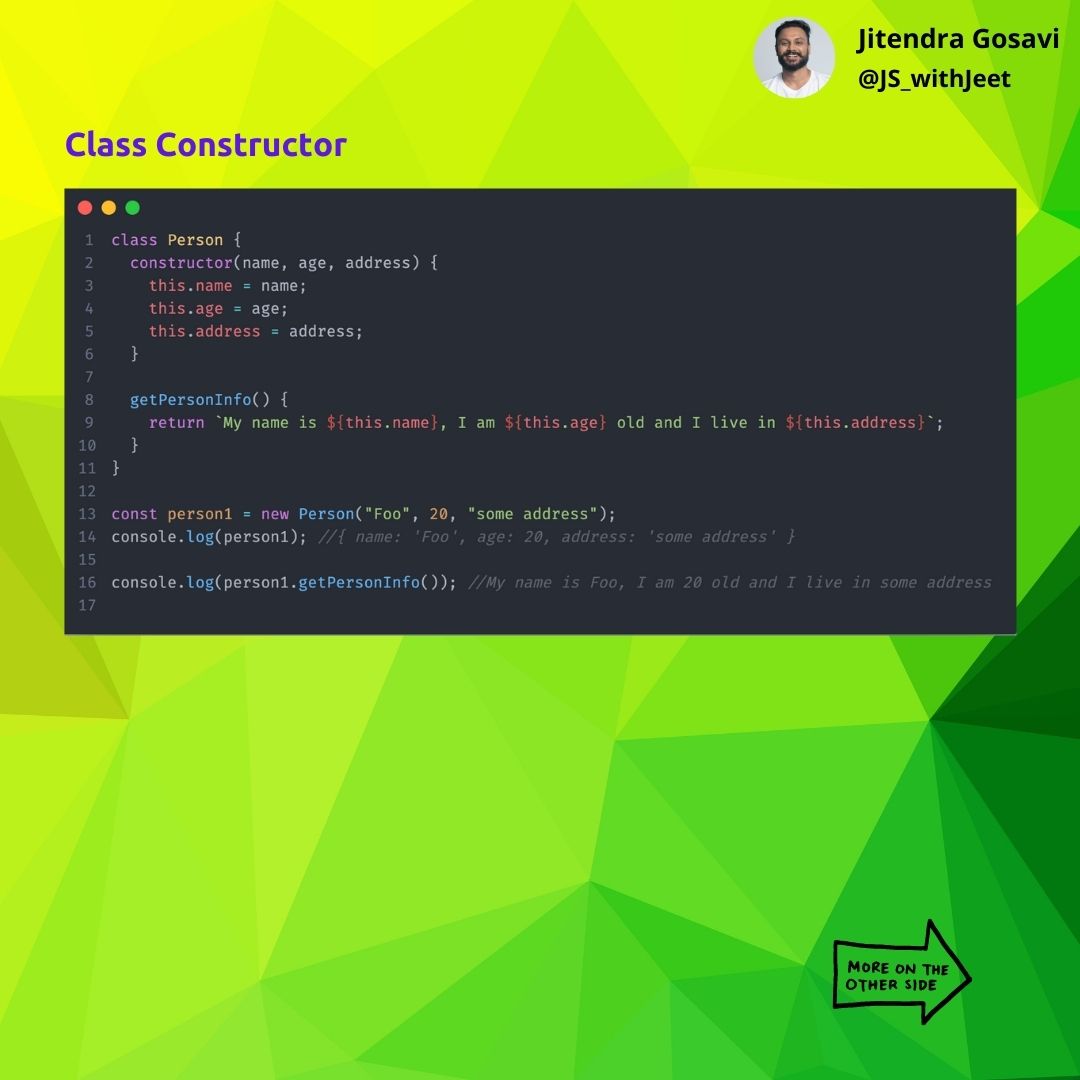 Jitendra Gosavi
@JS_withJeet
Class Constructor
1 class Person {
2   constructor(name, age, address) {
3     this.name = name;
4     this.age = age;
5     this.address = address;
6   }
7
8   getPersonInfo() {
9     return `My name is ${this.name}, I am ${this.age} old and I live in ${this.address}`;
10   }
11 }
12
13 const person1 = new Person("Foo", 20, "some address");
14 console.log(person1); //{ name: 'Foo', age: 20, address: 'some address' }
15
16 console.log(person1.getPersonInfo()); //My name is Foo, I am 20 old and I live in some address
17
MORE ON THE
OTHER SIDE